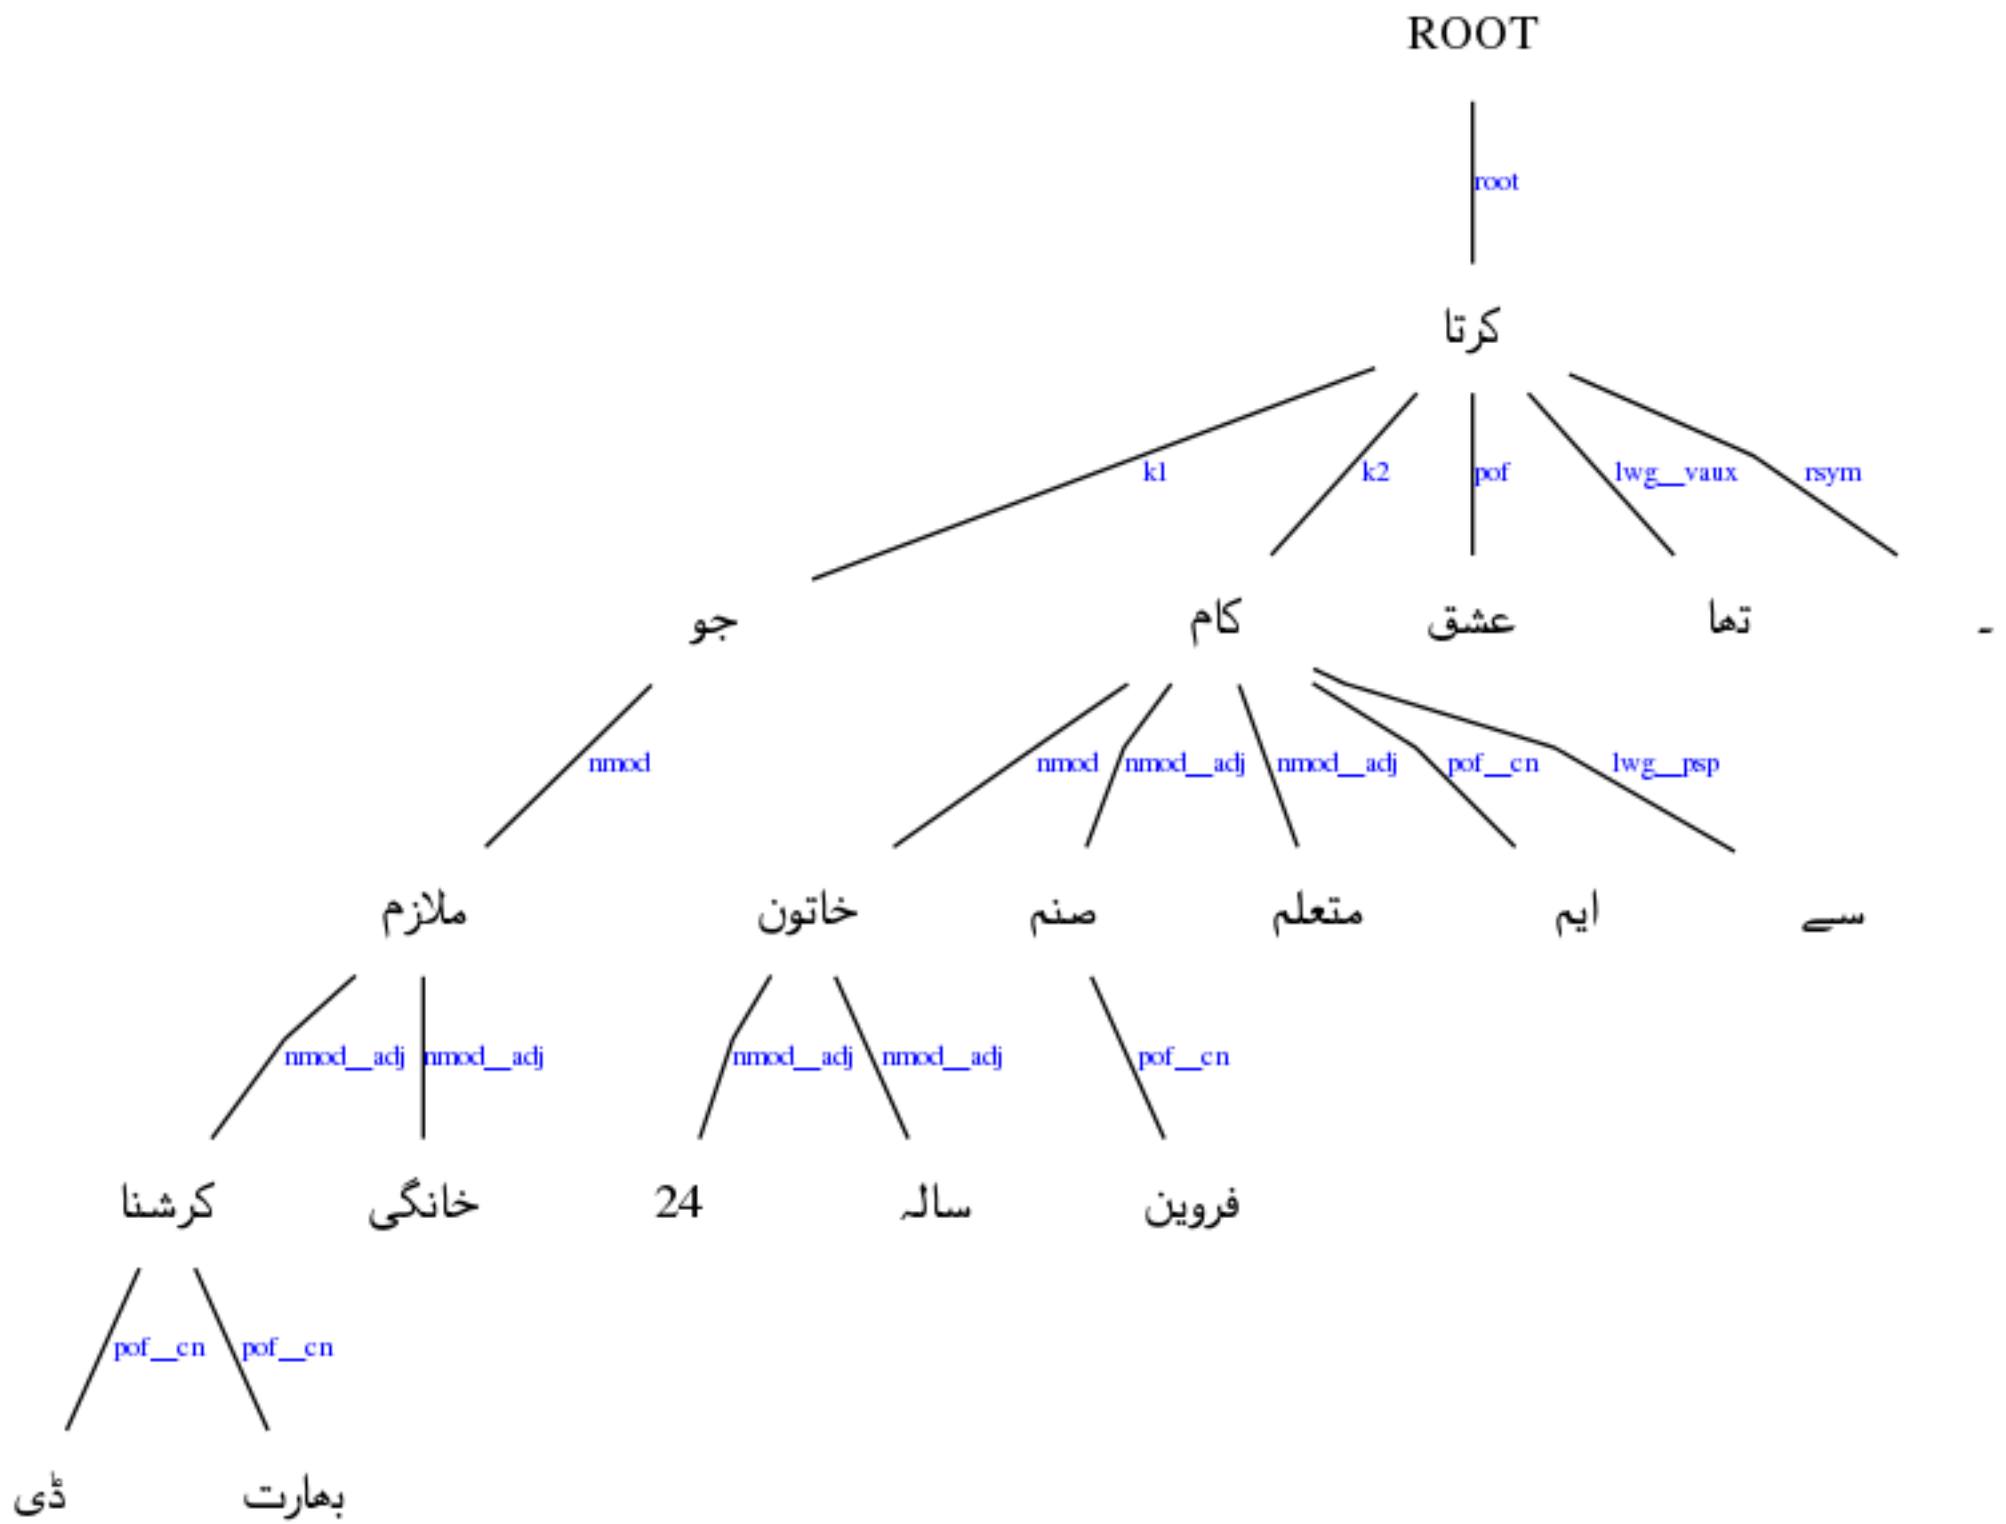 ROOT
root
کرتا
k1 k2 pof lwg__vaux rsym
جو کام عشق تھا ۔
nmod nmod nmod__adj nmod__adj pof__cn lwg__psp
ملازم خاتون صنم متعلم ایم سے
nmod__adj nmod__adj nmod__adj nmod__adj pof__cn
کرشنا خانگی 24 سالہ فروین
pof__cn pof__cn
ڈی بھارت